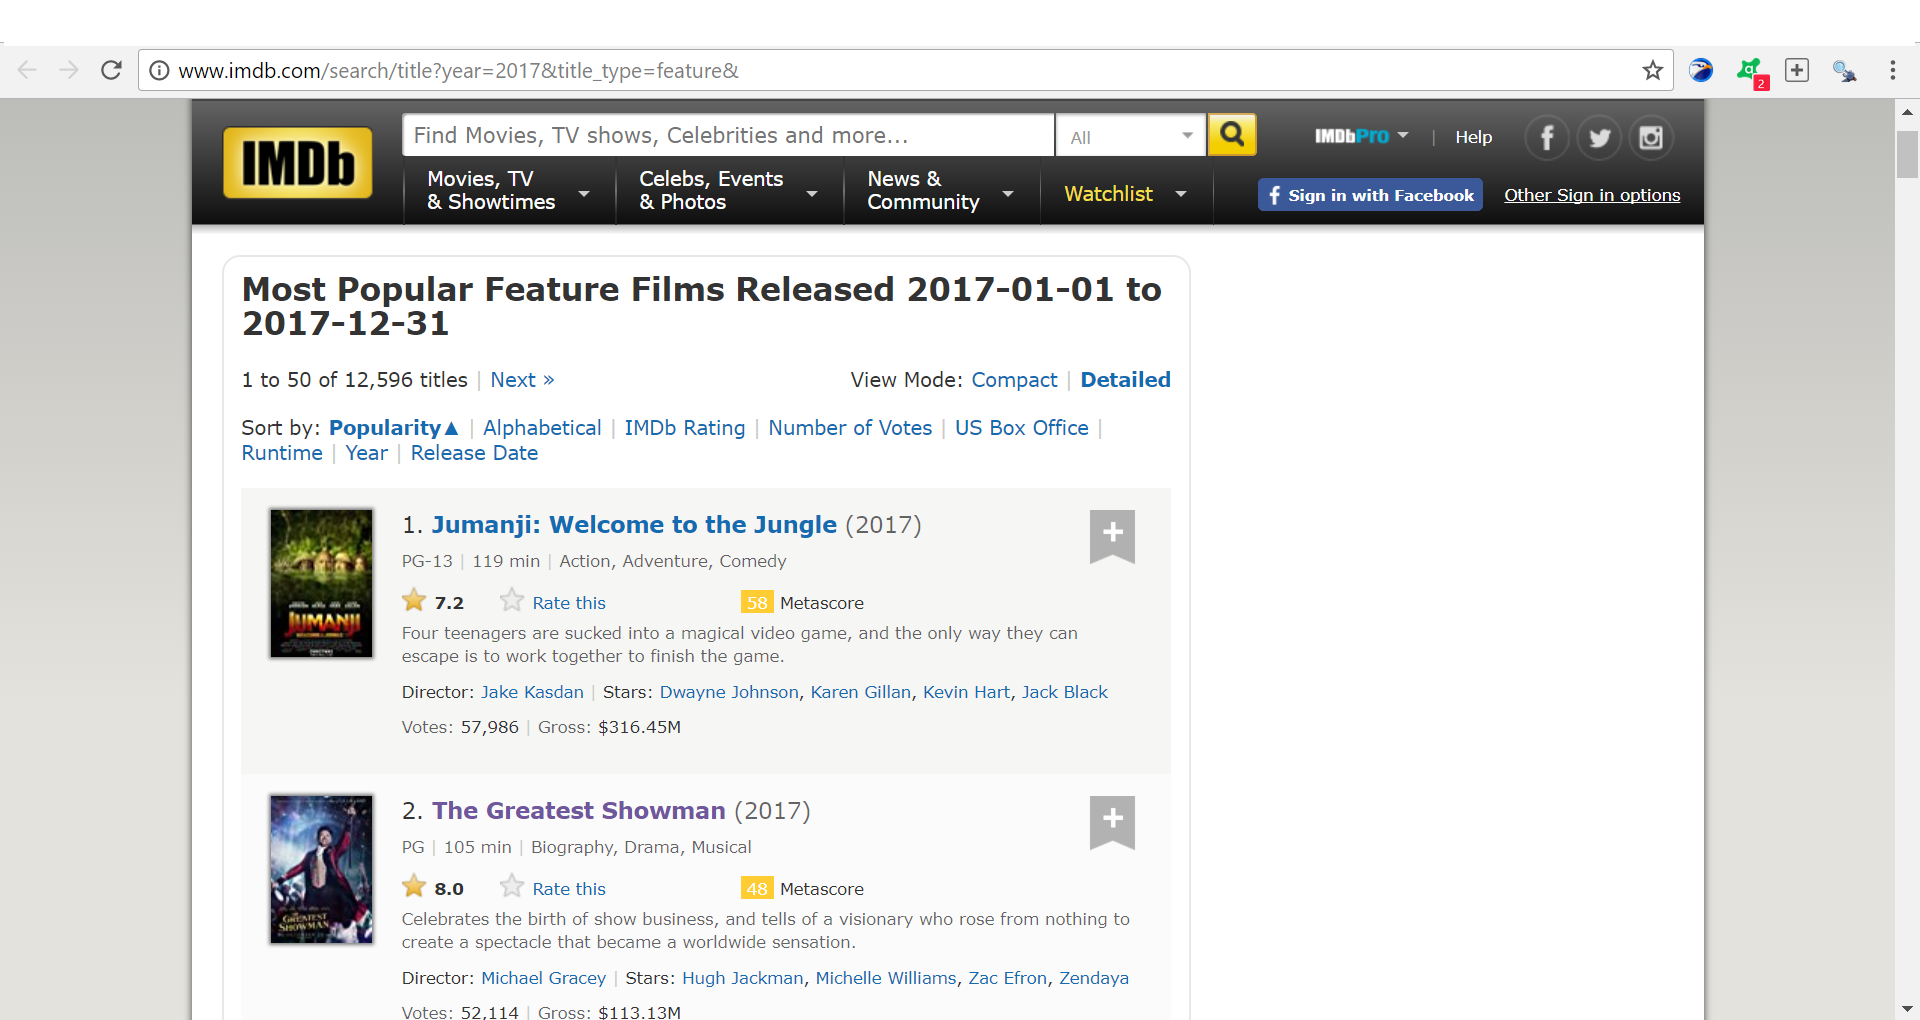 www.imdb.com/search/title?year=2017&title_type=feature&
2
IMDb
Find Movies, TV shows, Celebrities and more...
All
IMDbPro
|
Help
Movies, TV
& Showtimes
Celebs, Events
& Photos
News &
Community
Watchlist
f Sign in with Facebook
Other Sign in options
Most Popular Feature Films Released 2017-01-01 to
2017-12-31
1 to 50 of 12,596 titles | Next »
View Mode: Compact | Detailed
Sort by: Popularity▲ | Alphabetical | IMDb Rating | Number of Votes | US Box Office |
Runtime | Year | Release Date
JUMANJI
1. Jumanji: Welcome to the Jungle (2017)
PG-13 | 119 min | Action, Adventure, Comedy
7.2 Rate this 58 Metascore
Four teenagers are sucked into a magical video game, and the only way they can
escape is to work together to finish the game.
Director: Jake Kasdan | Stars: Dwayne Johnson, Karen Gillan, Kevin Hart, Jack Black
Votes: 57,986 | Gross: $316.45M
GREATEST
SHOWMAN
2. The Greatest Showman (2017)
PG | 105 min | Biography, Drama, Musical
8.0 Rate this 48 Metascore
Celebrates the birth of show business, and tells of a visionary who rose from nothing to
create a spectacle that became a worldwide sensation.
Director: Michael Gracey | Stars: Hugh Jackman, Michelle Williams, Zac Efron, Zendaya
Votes: 52,114 | Gross: $113.13M